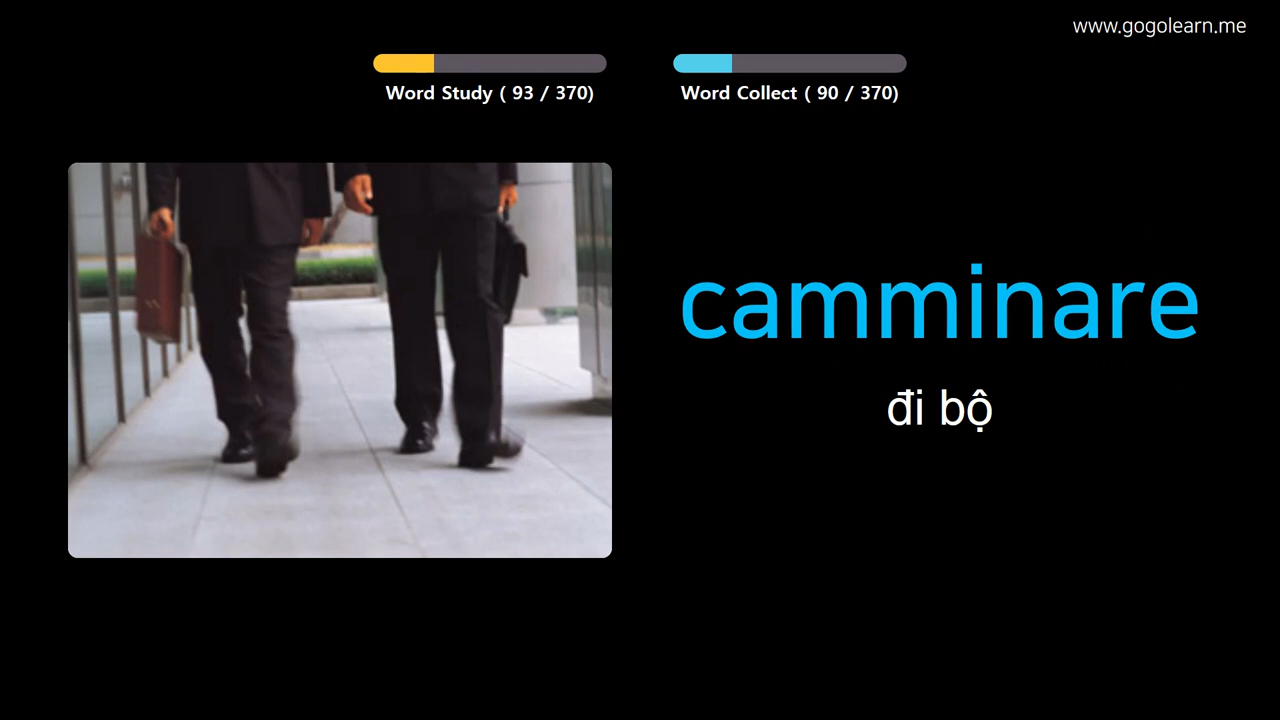 www.gogolearn.me
Word Study ( 93 / 370)
Word Collect ( 90 / 370)
camminare
đi bộ